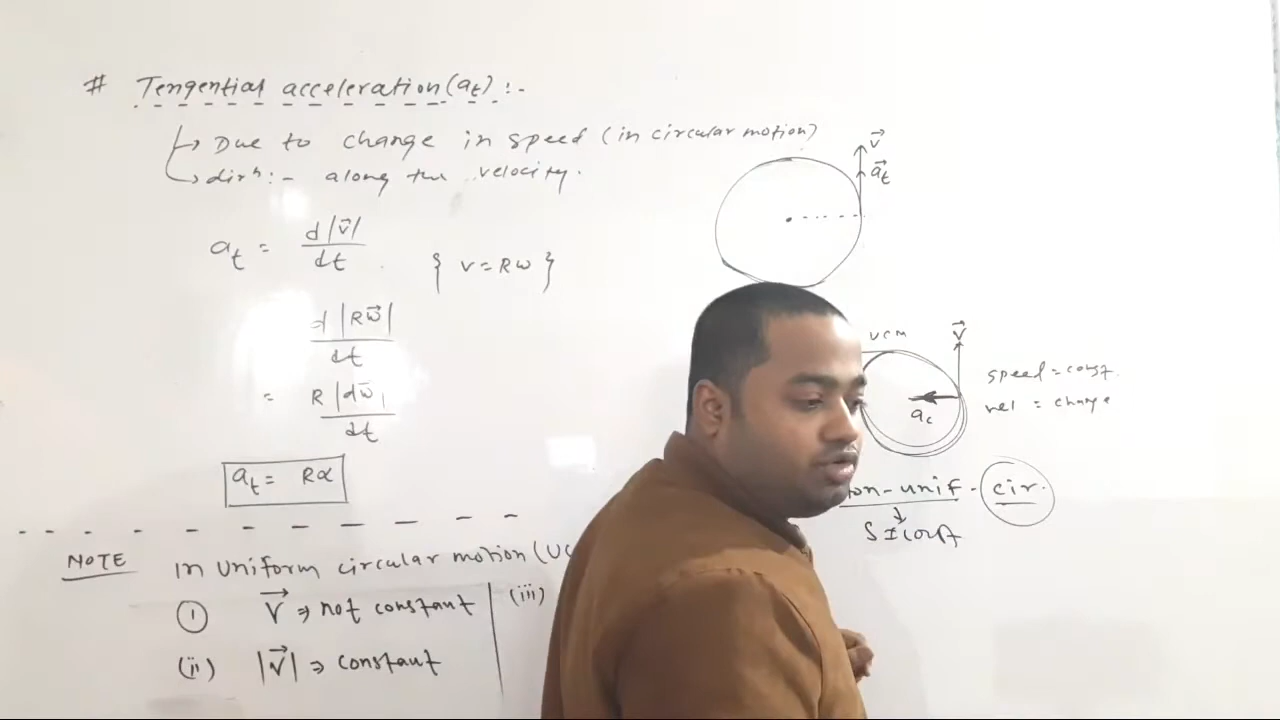 # Tengential acceleration (at) :-
↳ Due to change in speed (in circular motion)
↳ dirⁿ :- along the velocity.
at = d|v⃗|/dt { v = Rω }
d|Rω⃗|/dt
= R|dω⃗|/dt
at = Rα
NOTE In uniform circular motion (UC
① v⃗ ⇒ not constant
(ii) |v⃗| ⇒ constant
(iii)
v⃗
a⃗t
UCM
v⃗
ac
speed = const.
vel = change
on-unif - cir.
↓